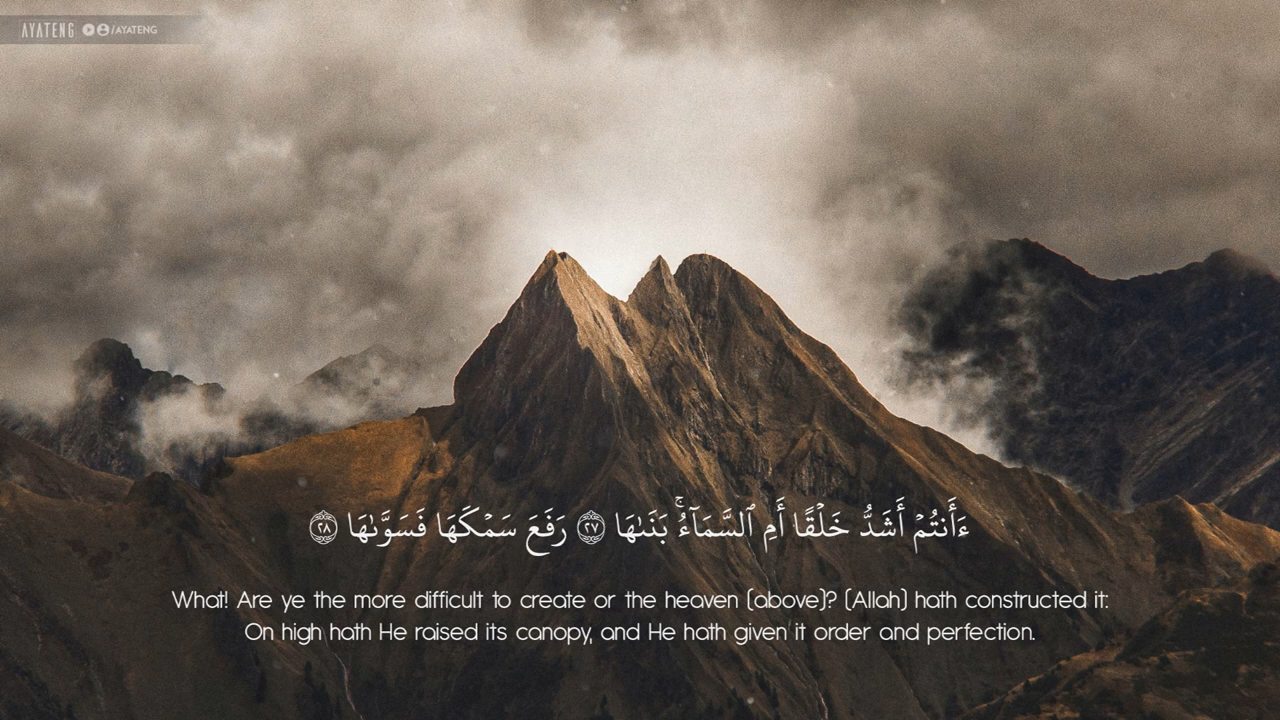 AYATENG /AYATENG
ءَأَنتُمْ أَشَدُّ خَلْقًا أَمِ ٱلسَّمَآءُ ۚ بَنَىٰهَا ٢٧ رَفَعَ سَمْكَهَا فَسَوَّىٰهَا ٢٨
What! Are ye the more difficult to create or the heaven (above)? (Allah) hath constructed it:
On high hath He raised its canopy, and He hath given it order and perfection.